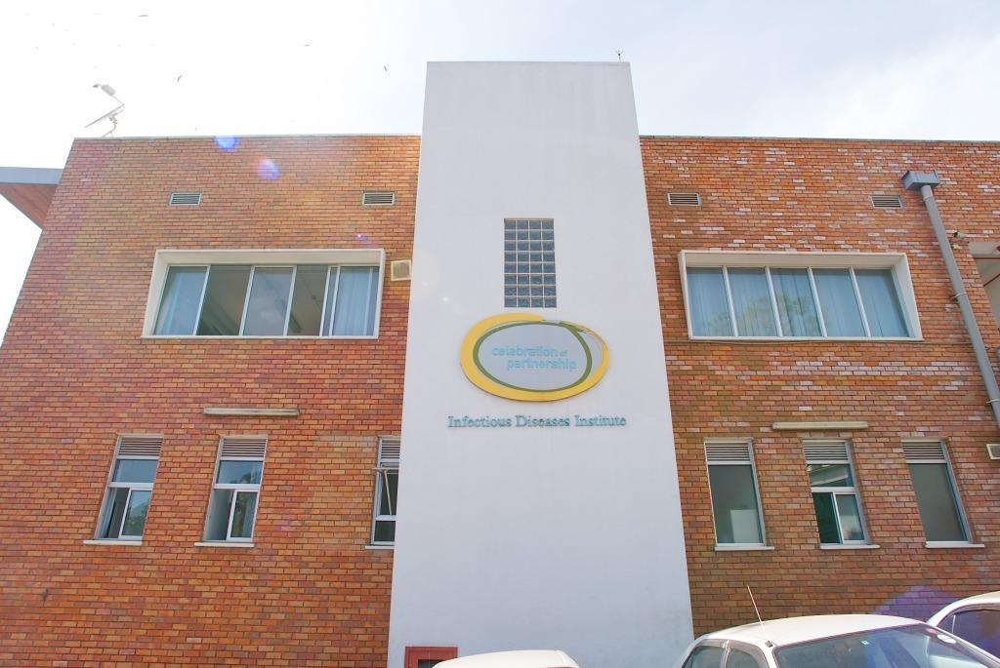 celebration of
partnership
Infectious Diseases Institute